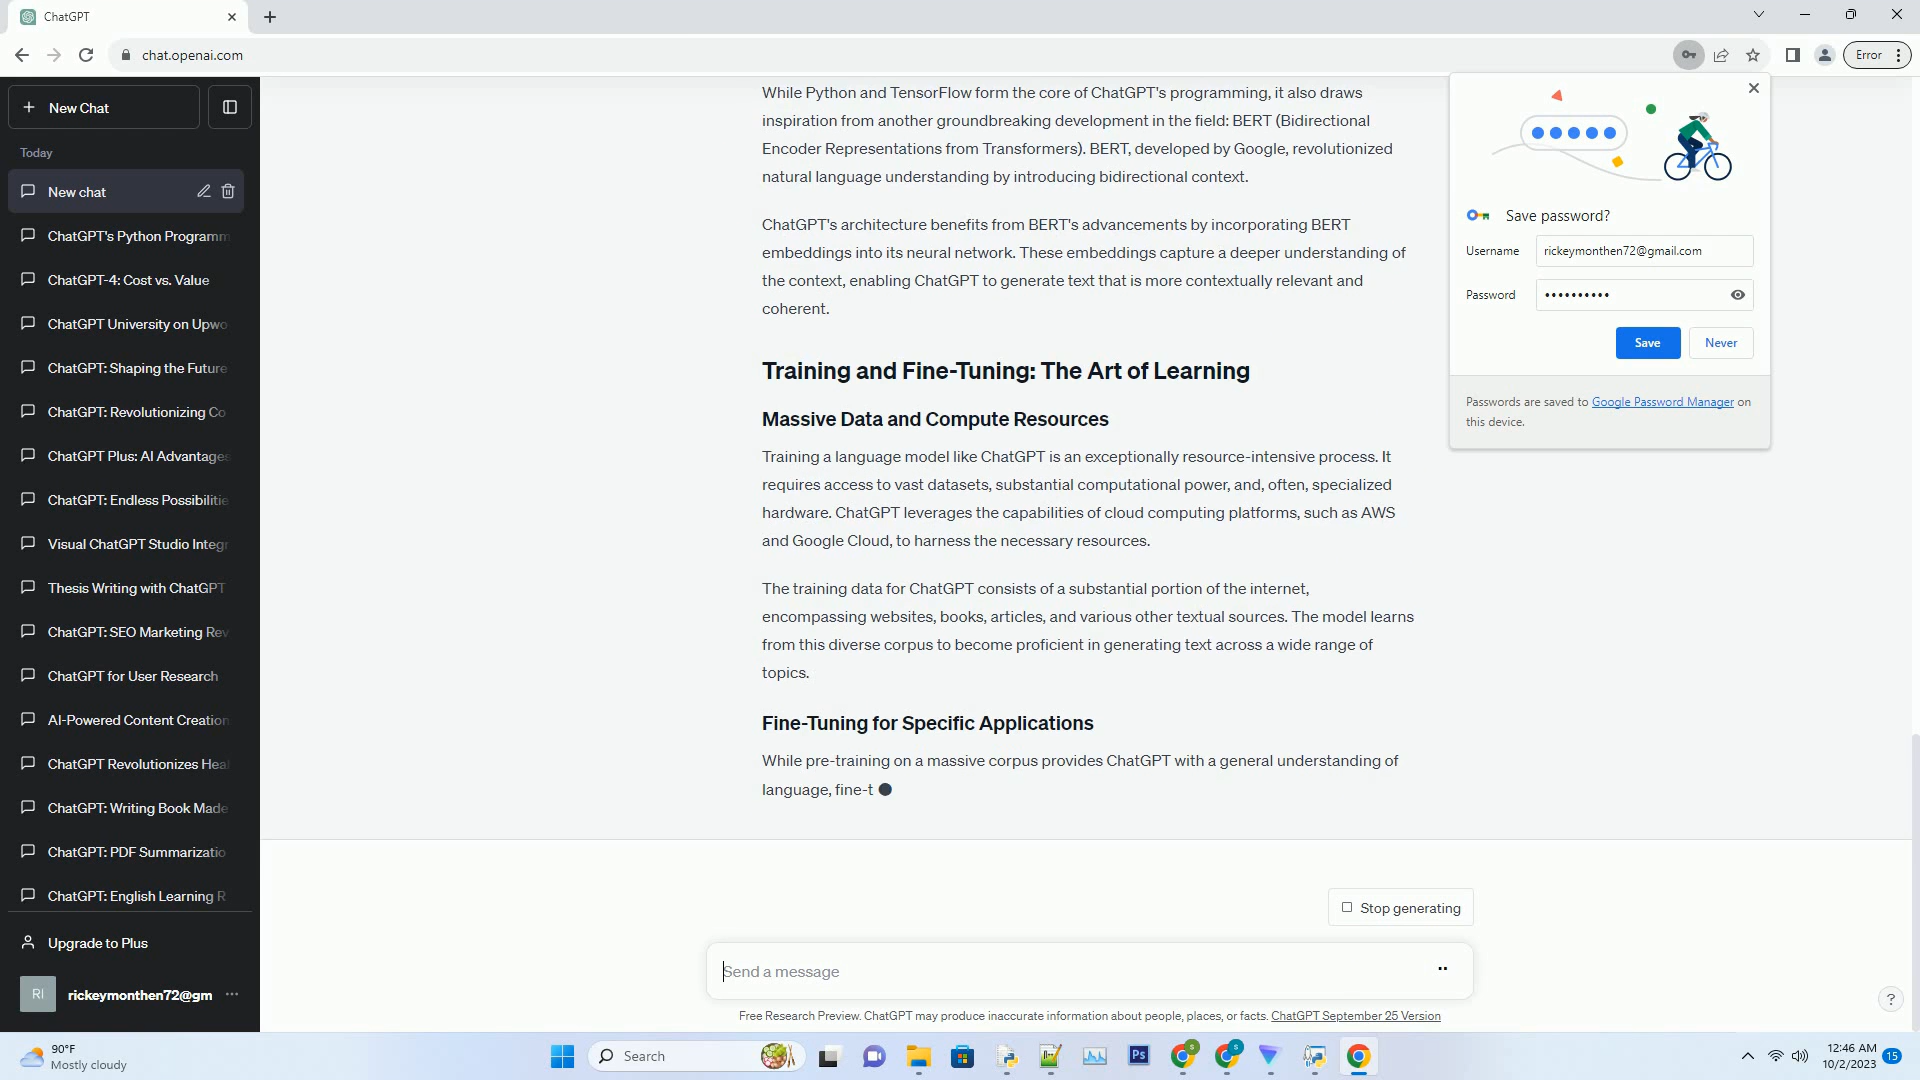 ChatGPT
chat.openai.com
Error
New Chat
Today
New chat
ChatGPT's Python Programm
ChatGPT-4: Cost vs. Value
ChatGPT University on Upwo
ChatGPT: Shaping the Future
ChatGPT: Revolutionizing Co
ChatGPT Plus: AI Advantages
ChatGPT: Endless Possibilitie
Visual ChatGPT Studio Integr
Thesis Writing with ChatGPT
ChatGPT: SEO Marketing Rev
ChatGPT for User Research
AI-Powered Content Creation
ChatGPT Revolutionizes Heal
ChatGPT: Writing Book Made
ChatGPT: PDF Summarizatio
ChatGPT: English Learning R
Upgrade to Plus
RI
rickeymonthen72@gm
While Python and TensorFlow form the core of ChatGPT's programming, it also draws
inspiration from another groundbreaking development in the field: BERT (Bidirectional
Encoder Representations from Transformers). BERT, developed by Google, revolutionized
natural language understanding by introducing bidirectional context.
ChatGPT's architecture benefits from BERT's advancements by incorporating BERT
embeddings into its neural network. These embeddings capture a deeper understanding of
the context, enabling ChatGPT to generate text that is more contextually relevant and
coherent.
Training and Fine-Tuning: The Art of Learning
Massive Data and Compute Resources
Training a language model like ChatGPT is an exceptionally resource-intensive process. It
requires access to vast datasets, substantial computational power, and, often, specialized
hardware. ChatGPT leverages the capabilities of cloud computing platforms, such as AWS
and Google Cloud, to harness the necessary resources.
The training data for ChatGPT consists of a substantial portion of the internet,
encompassing websites, books, articles, and various other textual sources. The model learns
from this diverse corpus to become proficient in generating text across a wide range of
topics.
Fine-Tuning for Specific Applications
While pre-training on a massive corpus provides ChatGPT with a general understanding of
language, fine-t
Stop generating
Send a message
Free Research Preview. ChatGPT may produce inaccurate information about people, places, or facts. ChatGPT September 25 Version
?
Save password?
Username rickeymonthen72@gmail.com
Password ••••••••••
Save Never
Passwords are saved to Google Password Manager on
this device.
90°F
Mostly cloudy
Search
Ps
S
S
12:46 AM
10/2/2023
15